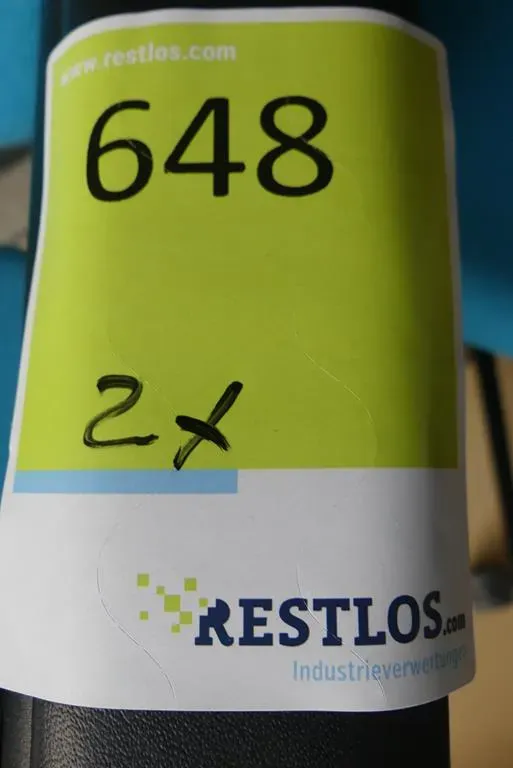 www.restlos.com
648
2x
RESTLOS.com
Industrieverwertungen